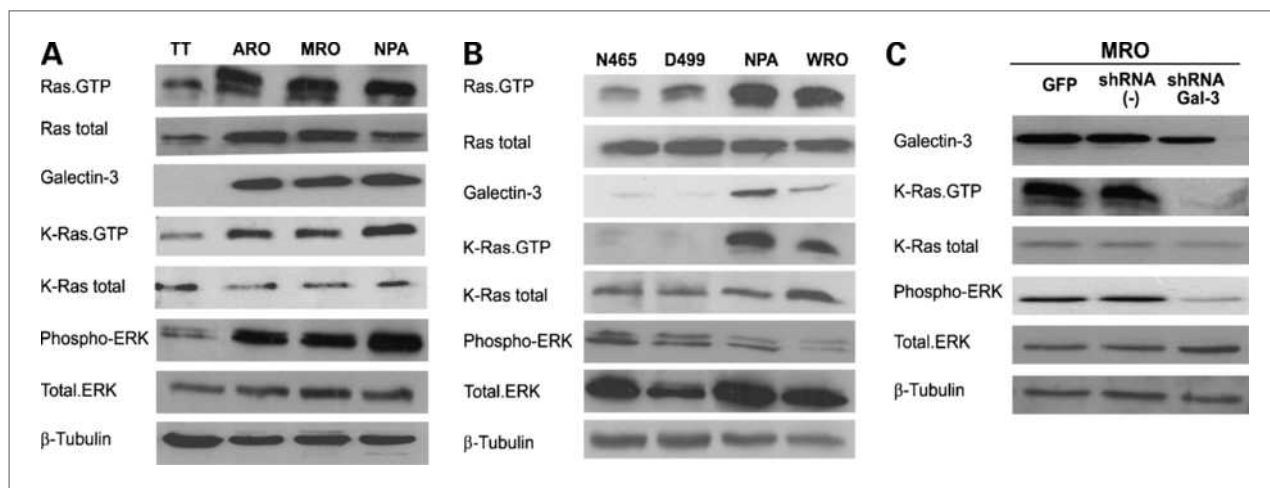 A
TT ARO MRO NPA
Ras.GTP
Ras total
Galectin-3
K-Ras.GTP
K-Ras total
Phospho-ERK
Total.ERK
β-Tubulin
B
N465 D499 NPA WRO
Ras.GTP
Ras total
Galectin-3
K-Ras.GTP
K-Ras total
Phospho-ERK
Total.ERK
β-Tubulin
C
MRO
GFP shRNA shRNA
(-) Gal-3
Galectin-3
K-Ras.GTP
K-Ras total
Phospho-ERK
Total.ERK
β-Tubulin